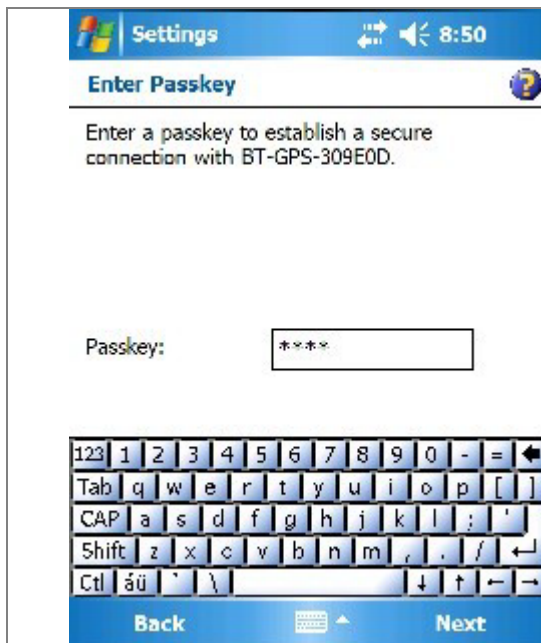 Settings 8:50
Enter Passkey
Enter a passkey to establish a secure
connection with BT-GPS-309E0D.
Passkey: ****
123 1 2 3 4 5 6 7 8 9 0 - =
Tab q w e r t y u i o p [ ]
CAP a s d f g h j k l ; '
Shift z x c v b n m , . /
Ctl áü ` \
Back Next